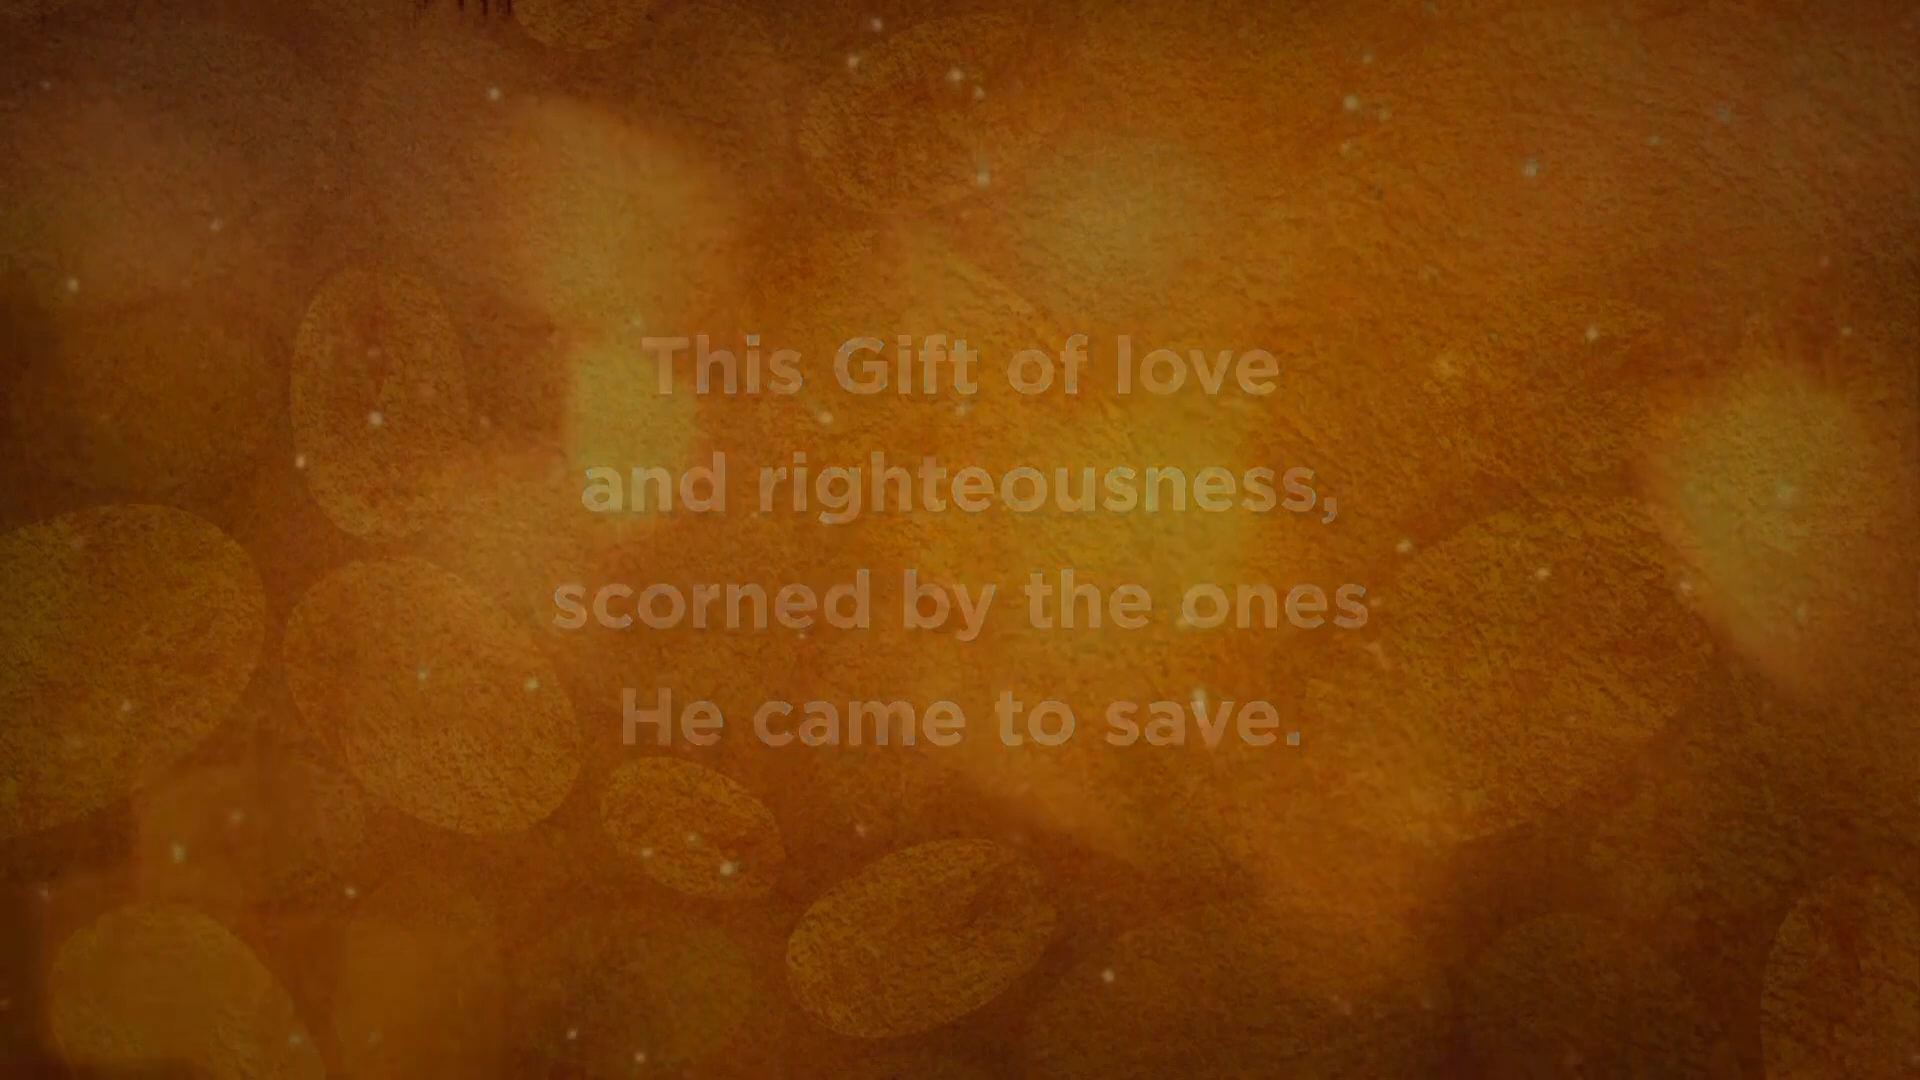 This Gift of love
and righteousness,
scorned by the ones
He came to save.